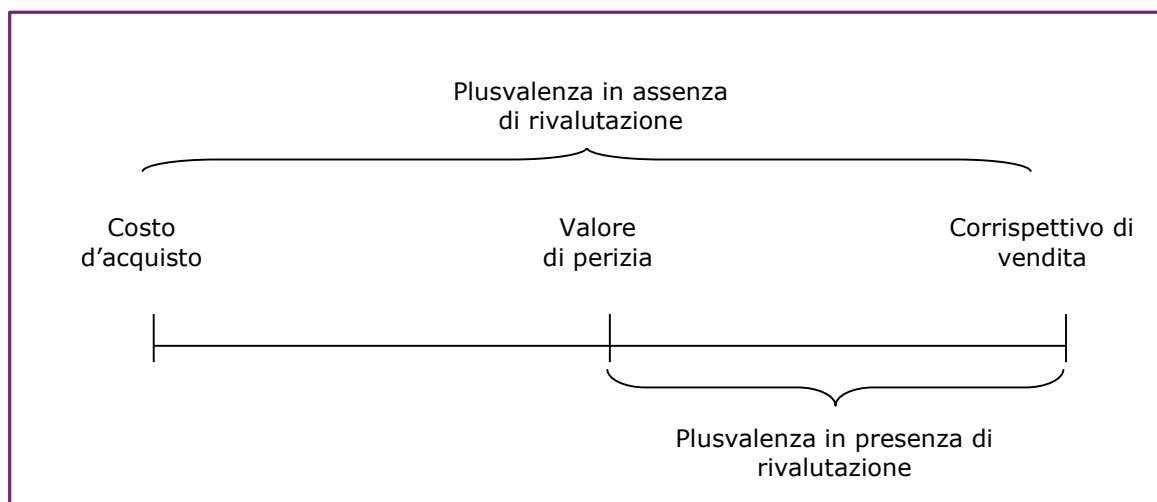 Plusvalenza in assenza
di rivalutazione
Costo
d’acquisto
Valore
di perizia
Corrispettivo di
vendita
Plusvalenza in presenza di
rivalutazione